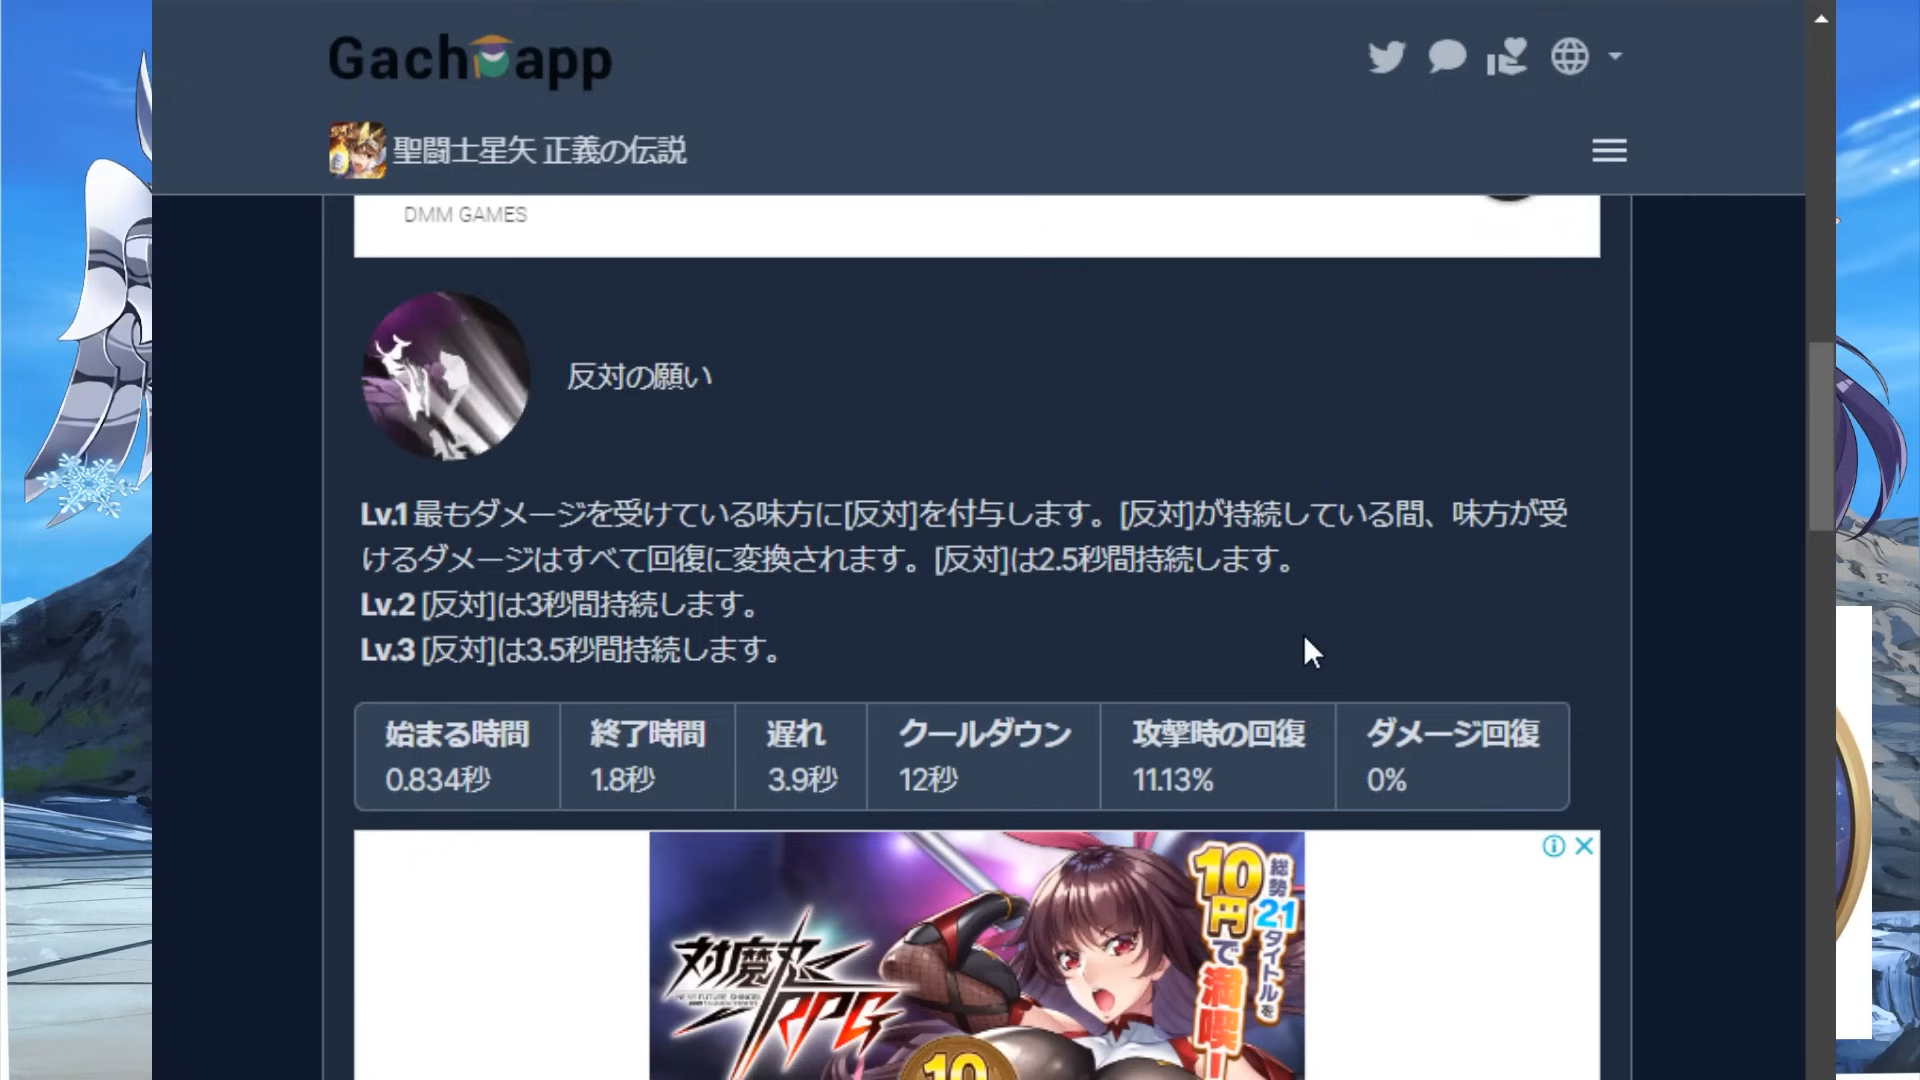 Gachapp
聖闘士星矢 正義の伝説
DMM GAMES
反対の願い
Lv.1 最もダメージを受けている味方に[反対]を付与します。[反対]が持続している間、味方が受
けるダメージはすべて回復に変換されます。[反対]は2.5秒間持続します。
Lv.2 [反対]は3秒間持続します。
Lv.3 [反対]は3.5秒間持続します。
始まる時間 終了時間 遅れ クールダウン 攻撃時の回復 ダメージ回復
0.834秒 1.8秒 3.9秒 12秒 11.13% 0%
総勢21タイトルを
10円で満喫!
対魔忍RPG
10